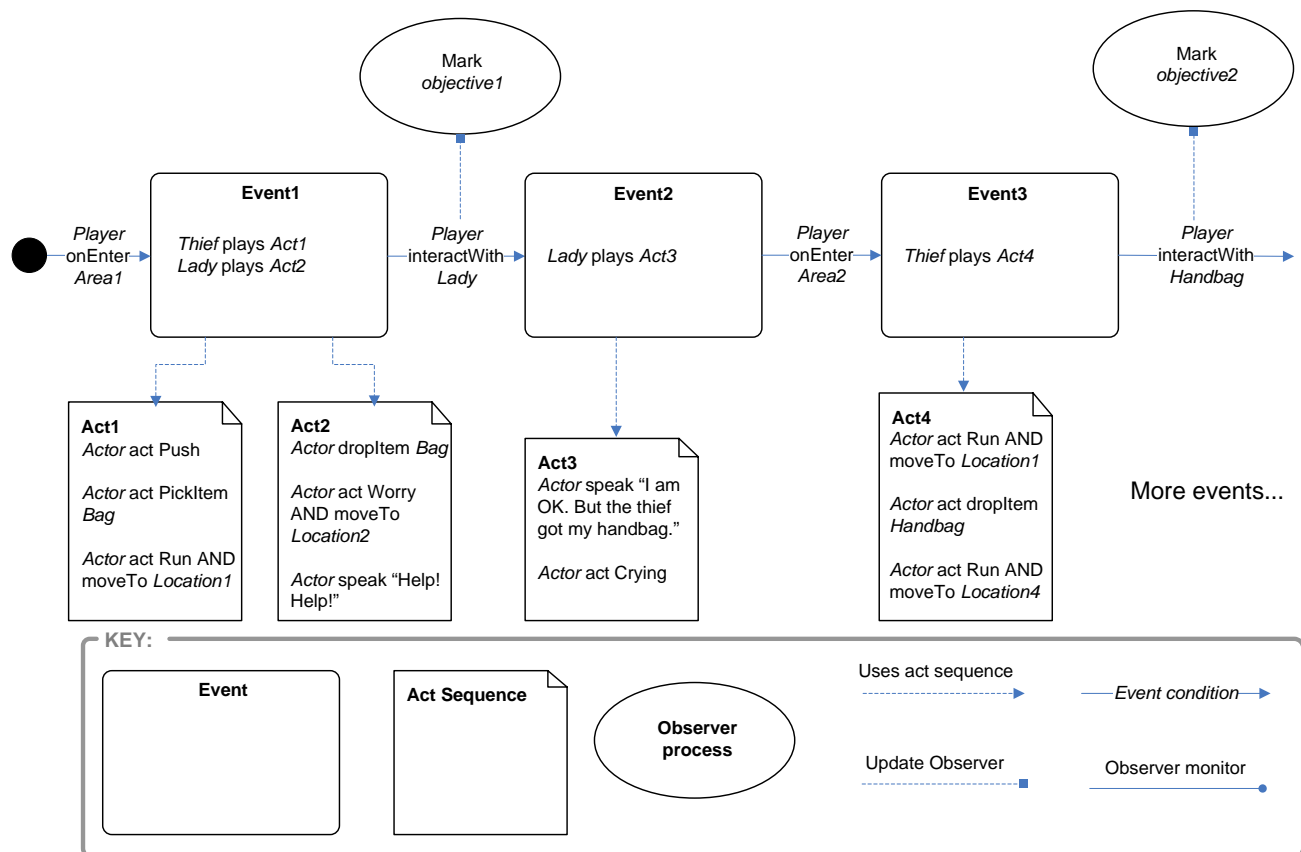 Mark
objective1
Mark
objective2
Event1
Thief plays Act1
Lady plays Act2
Event2
Lady plays Act3
Event3
Thief plays Act4
Player
onEnter
Area1
Player
interactWith
Lady
Player
onEnter
Area2
Player
interactWith
Handbag
Act1
Actor act Push
Actor act PickItem
Bag
Actor act Run AND
moveTo Location1
Act2
Actor dropItem Bag
Actor act Worry
AND moveTo
Location2
Actor speak “Help!
Help!”
Act3
Actor speak “I am
OK. But the thief
got my handbag.”
Actor act Crying
Act4
Actor act Run AND
moveTo Location1
Actor act dropItem
Handbag
Actor act Run AND
moveTo Location4
More events...
KEY:
Event
Act Sequence
Observer
process
Uses act sequence
Event condition
Update Observer
Observer monitor